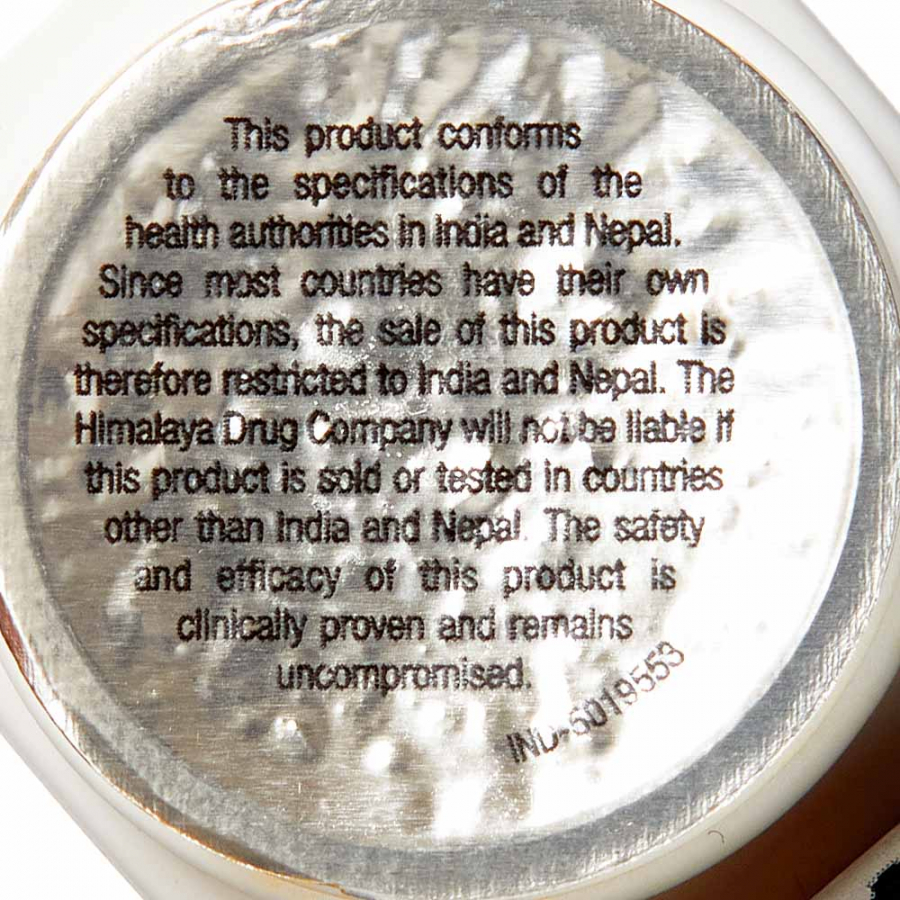 This product conforms
to the specifications of the
health authorities in India and Nepal.
Since most countries have their own
specifications, the sale of this product is
therefore restricted to India and Nepal. The
Himalaya Drug Company will not be liable if
this product is sold or tested in countries
other than India and Nepal. The safety
and efficacy of this product is
clinically proven and remains
uncompromised.
IND-5019553